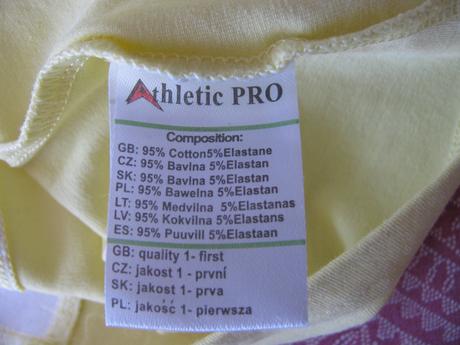 Athletic PRO
Composition:
GB: 95% Cotton5%Elastane
CZ: 95% Bavlna 5%Elastan
SK: 95% Bavlna 5%Elastan
PL: 95% Bawelna 5%Elastan
LT: 95% Medvilna 5%Elastanas
LV: 95% Kokvilna 5%Elastans
ES: 95% Puuvill 5%Elastaan
GB: quality 1- first
CZ: jakost 1 - první
SK: jakost 1 - prva
PL: jakość 1- pierwsza